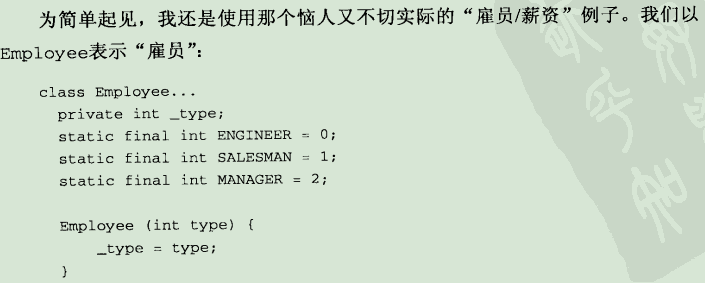 为简单起见，我还是使用那个恼人又不切实际的“雇员/薪资”例子。我们以
Employee表示“雇员”：
class Employee...
private int _type;
static final int ENGINEER = 0;
static final int SALESMAN = 1;
static final int MANAGER = 2;
Employee (int type) {
_type = type;
}